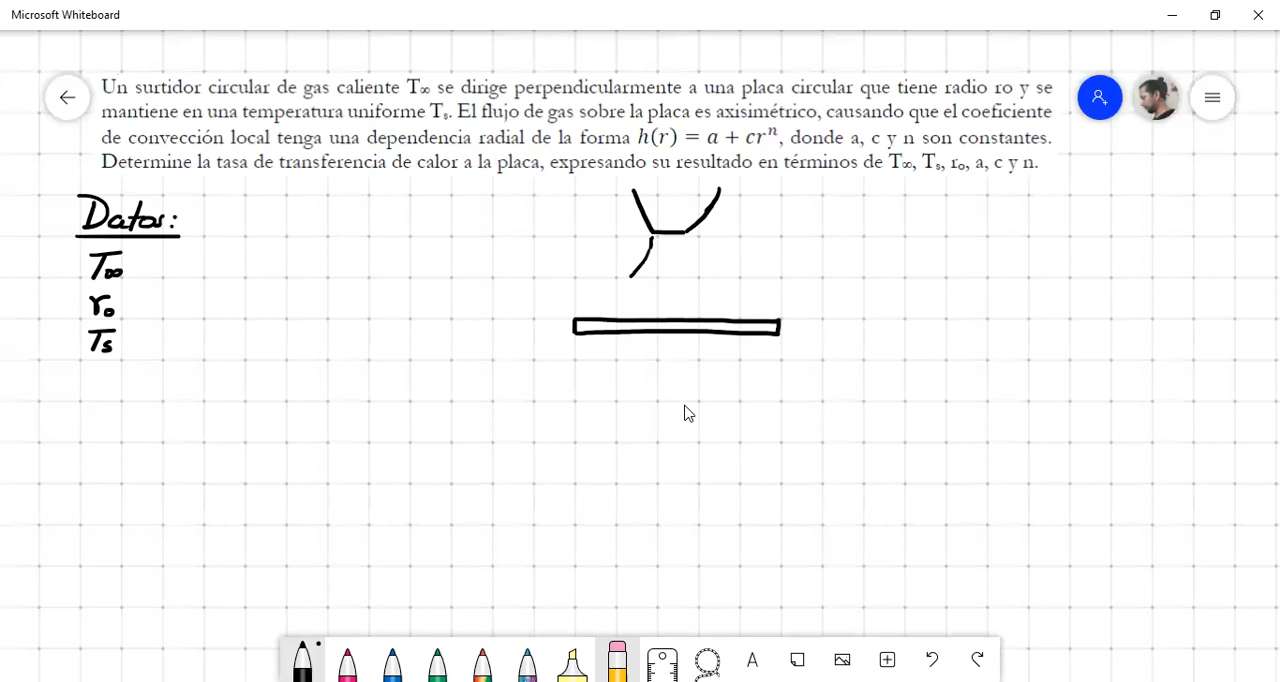 Microsoft Whiteboard
Un surtidor circular de gas caliente T∞ se dirige perpendicularmente a una placa circular que tiene radio ro y se
mantiene en una temperatura uniforme Tₛ. El flujo de gas sobre la placa es axisimétrico, causando que el coeficiente
de convección local tenga una dependencia radial de la forma h(r) = a + crⁿ, donde a, c y n son constantes.
Determine la tasa de transferencia de calor a la placa, expresando su resultado en términos de T∞, Tₛ, rₒ, a, c y n.
Datos:
T∞
r₀
Ts
A